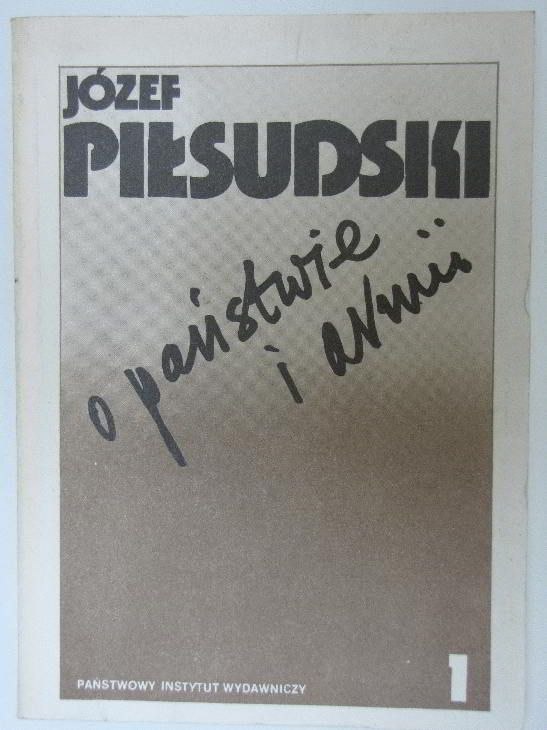 JÓZEF
PIŁSUDSKI
o państwie
i armii
PAŃSTWOWY INSTYTUT WYDAWNICZY
1